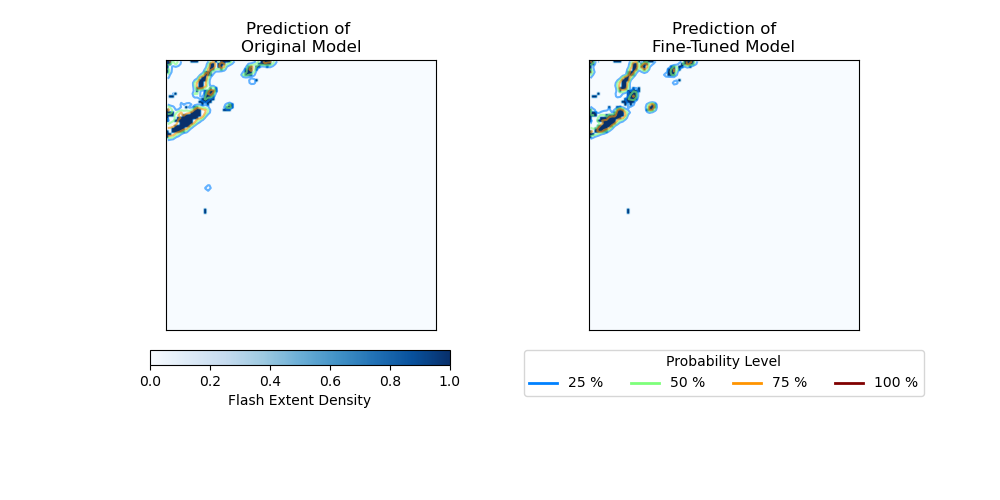 Prediction of
Original Model
Prediction of
Fine-Tuned Model
0.0 0.2 0.4 0.6 0.8 1.0
Flash Extent Density
Probability Level
25 % 50 % 75 % 100 %